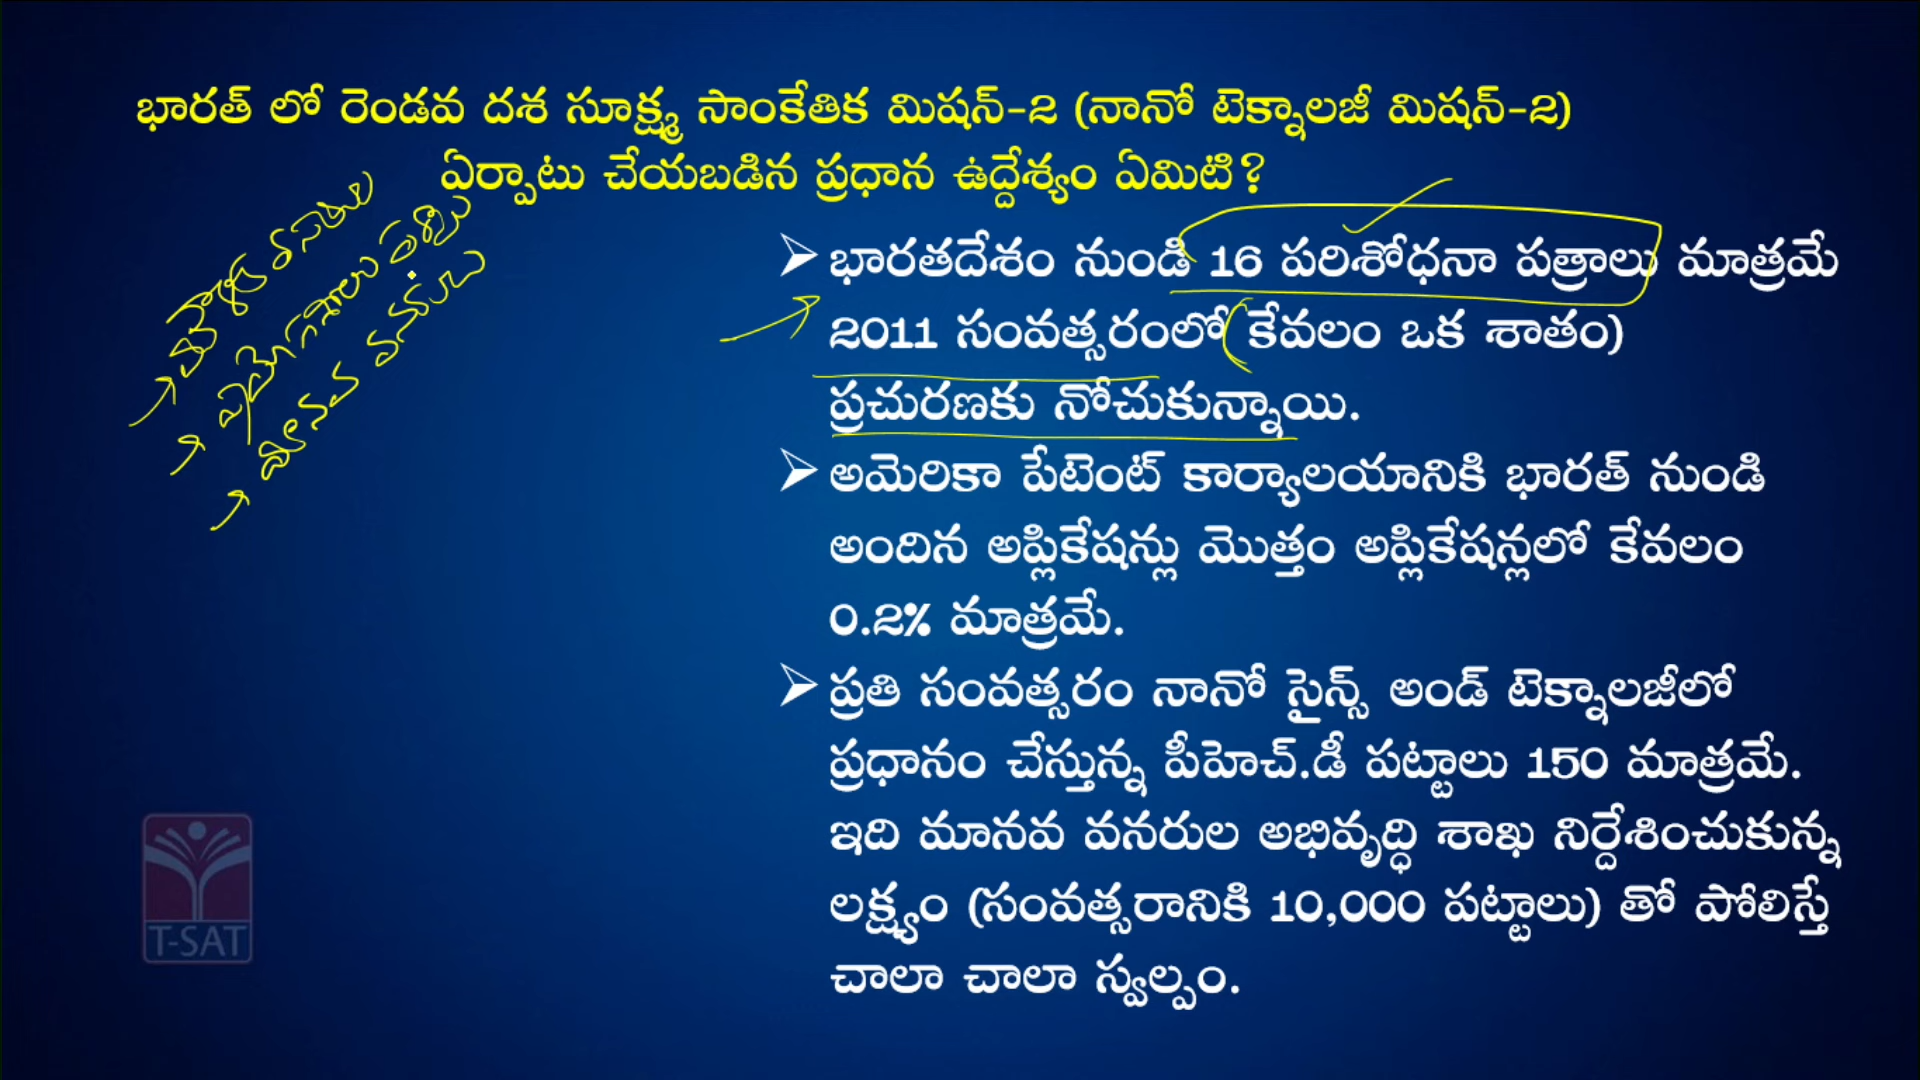 భారత్ లో రెండవ దశ సూక్ష్మ సాంకేతిక మిషన్-2 (నానో టెక్నాలజీ మిషన్-2)
ఏర్పాటు చేయబడిన ప్రధాన ఉద్దేశ్యం ఏమిటి?
➢ భారతదేశం నుండి 16 పరిశోధనా పత్రాలు మాత్రమే
2011 సంవత్సరంలో (కేవలం ఒక శాతం)
ప్రచురణకు నోచుకున్నాయి.
➢ అమెరికా పేటెంట్ కార్యాలయానికి భారత్ నుండి
అందిన అప్లికేషన్లు మొత్తం అప్లికేషన్లలో కేవలం
0.2% మాత్రమే.
➢ ప్రతి సంవత్సరం నానో సైన్స్ అండ్ టెక్నాలజీలో
ప్రధానం చేస్తున్న పీహెచ్.డీ పట్టాలు 150 మాత్రమే.
ఇది మానవ వనరుల అభివృద్ధి శాఖ నిర్దేశించుకున్న
లక్ష్యం (సంవత్సరానికి 10,000 పట్టాలు) తో పోలిస్తే
చాలా చాలా స్వల్పం.
T-SAT